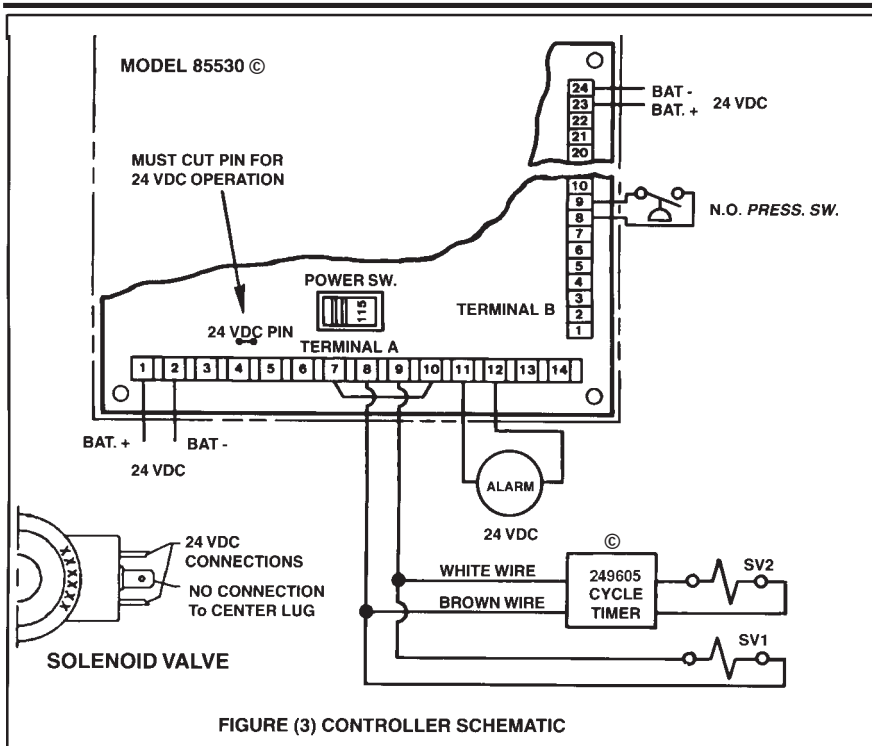 MODEL 85530 ©
24
23
22
21
20
BAT -
BAT. +
24 VDC
MUST CUT PIN FOR
24 VDC OPERATION
10
9
8
7
6
5
4
3
2
1
N.O. PRESS. SW.
POWER SW.
115
TERMINAL B
24 VDC PIN
TERMINAL A
1 2 3 4 5 6 7 8 9 10 11 12 13 14
BAT. + BAT -
24 VDC
ALARM
24 VDC
24 VDC
CONNECTIONS
NO CONNECTION
To CENTER LUG
XXXXXX
SOLENOID VALVE
©
WHITE WIRE
BROWN WIRE
249605
CYCLE
TIMER
SV2
SV1
FIGURE (3) CONTROLLER SCHEMATIC